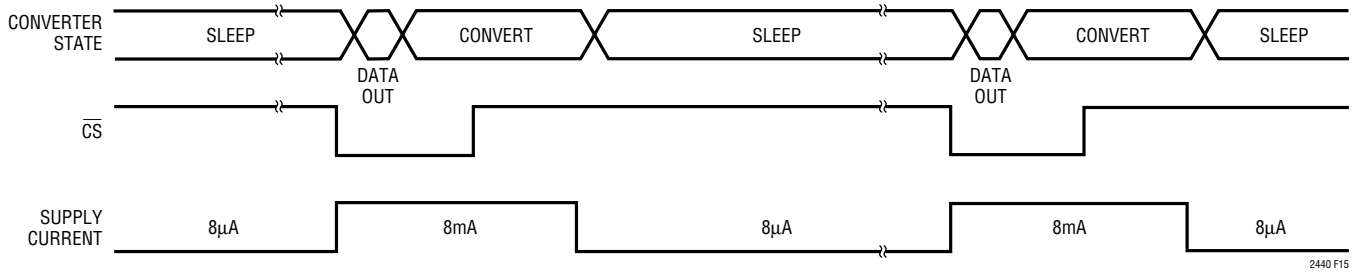 CONVERTER
STATE
SLEEP
CONVERT
SLEEP
CONVERT
SLEEP
DATA
OUT
DATA
OUT
CS
SUPPLY
CURRENT
8µA
8mA
8µA
8mA
8µA
2440 F15